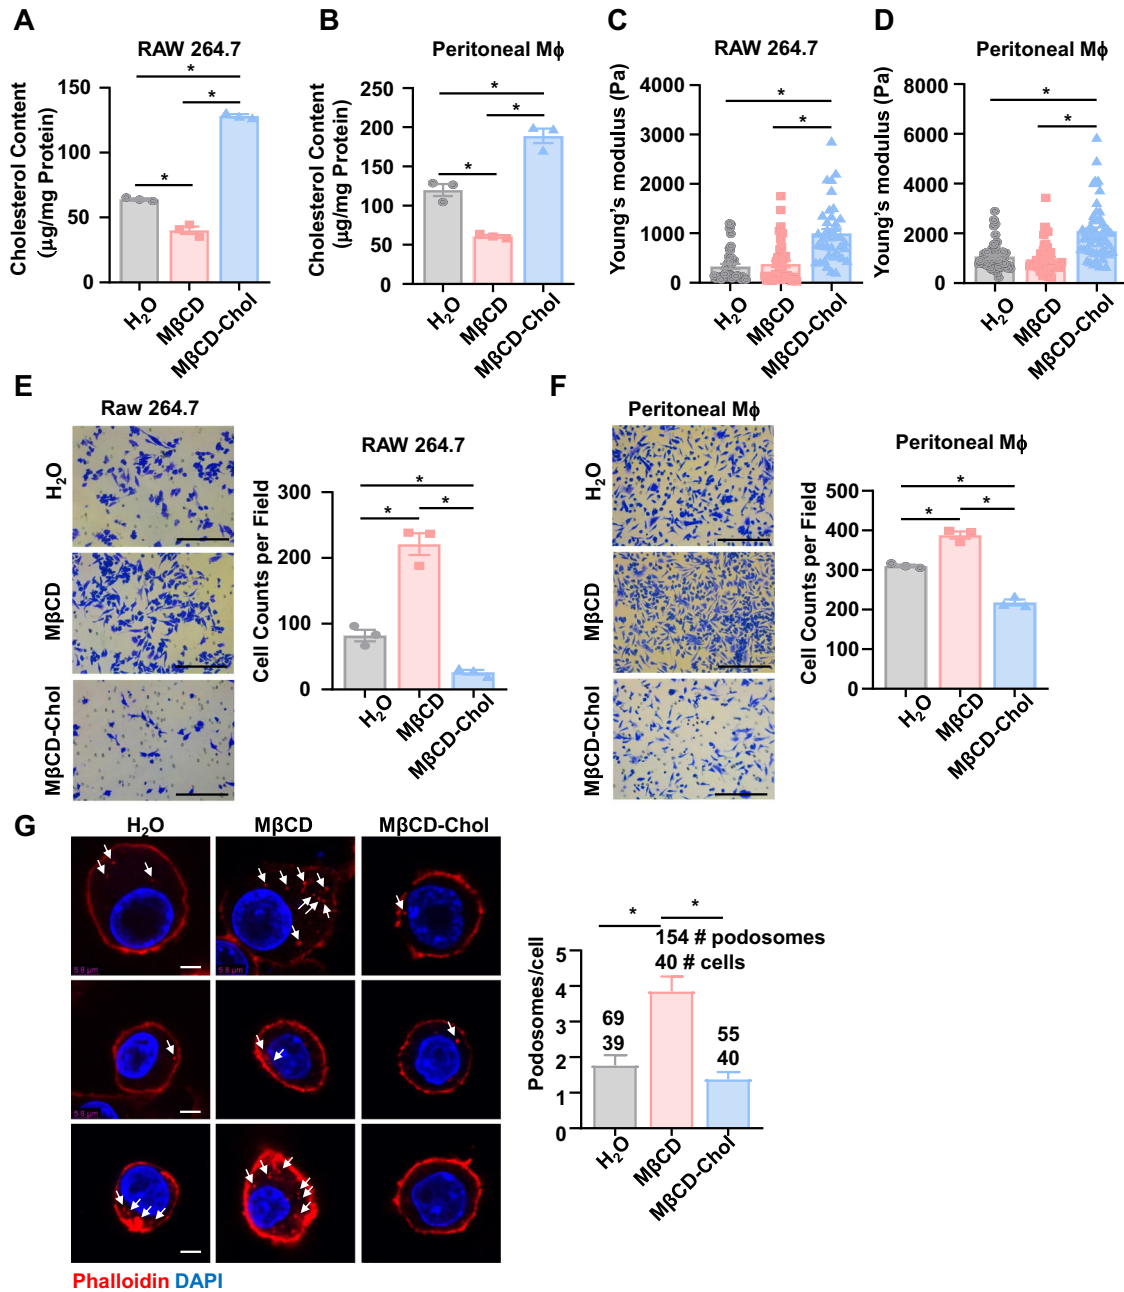 A
RAW 264.7
Cholesterol Content
(µg/mg Protein)
150
100
50
0
*
*
*
H2O
MβCD
MβCD-Chol
B
Peritoneal Mϕ
Cholesterol Content
(µg/mg Protein)
250
200
150
100
50
0
*
*
*
H2O
MβCD
MβCD-Chol
C
RAW 264.7
Young's modulus (Pa)
4000
3000
2000
1000
0
*
*
H2O
MβCD
MβCD-Chol
D
Peritoneal Mϕ
Young's modulus (Pa)
8000
6000
4000
2000
0
*
*
H2O
MβCD
MβCD-Chol
E
Raw 264.7
H2O
MβCD
MβCD-Chol
RAW 264.7
Cell Counts per Field
300
200
100
0
*
*
*
H2O
MβCD
MβCD-Chol
F
Peritoneal Mϕ
H2O
MβCD
MβCD-Chol
Peritoneal Mϕ
Cell Counts per Field
500
400
300
200
100
0
*
*
*
H2O
MβCD
MβCD-Chol
G
H2O
MβCD
MβCD-Chol
5.8 µm
5.8 µm
Phalloidin DAPI
Podosomes/cell
5
4
3
2
1
0
*
*
154 # podosomes
40 # cells
69
39
55
40
H2O
MβCD
MβCD-Chol